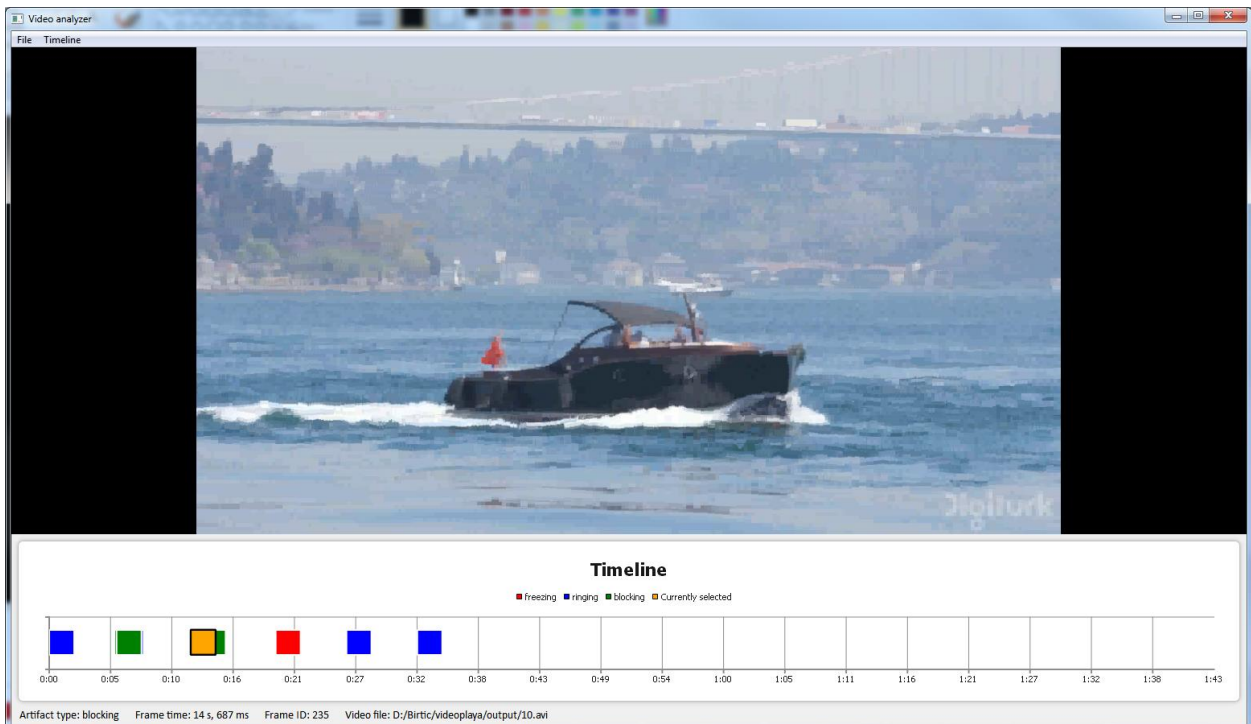 Video analyzer
File Timeline
Digiturk
Timeline
freezing ringing blocking Currently selected
0:00 0:05 0:10 0:16 0:21 0:27 0:32 0:38 0:43 0:49 0:54 1:00 1:05 1:11 1:16 1:21 1:27 1:32 1:38 1:43
Artifact type: blocking Frame time: 14 s, 687 ms Frame ID: 235 Video file: D:/Birtic/videoplaya/output/10.avi